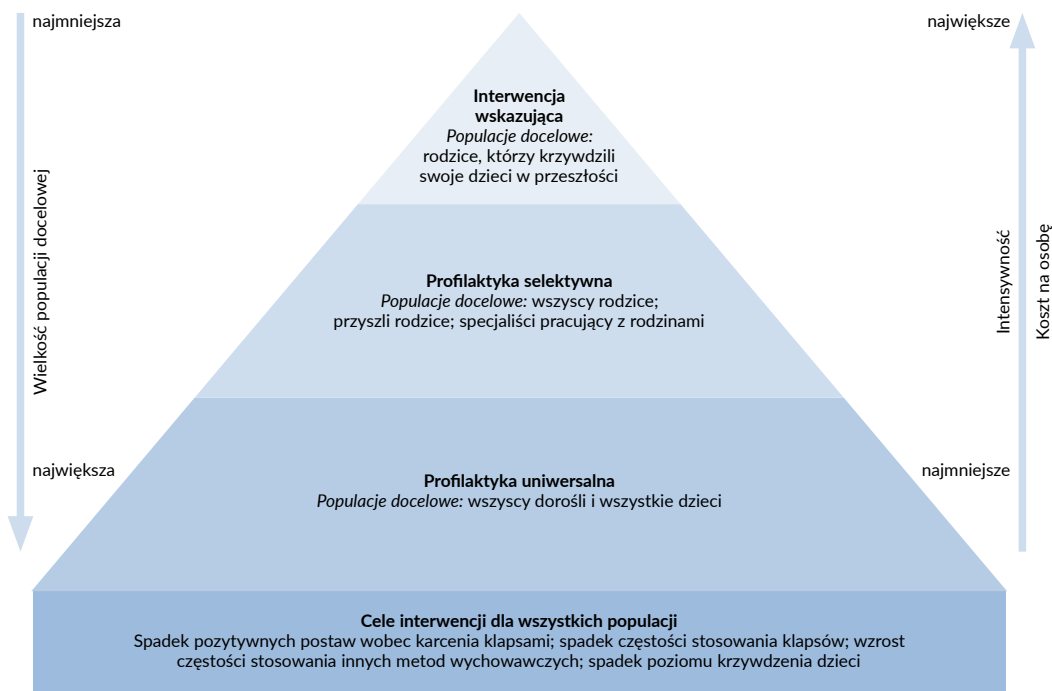 najmniejsza
największe
Interwencja
wskazująca
Populacje docelowe:
rodzice, którzy krzywdzili
swoje dzieci w przeszłości
Wielkość populacji docelowej
Intensywność
Koszt na osobę
Profilaktyka selektywna
Populacje docelowe: wszyscy rodzice;
przyszli rodzice; specjaliści pracujący z rodzinami
największa
najmniejsze
Profilaktyka uniwersalna
Populacje docelowe: wszyscy dorośli i wszystkie dzieci
Cele interwencji dla wszystkich populacji
Spadek pozytywnych postaw wobec karcenia klapsami; spadek częstości stosowania klapsów; wzrost
częstości stosowania innych metod wychowawczych; spadek poziomu krzywdzenia dzieci